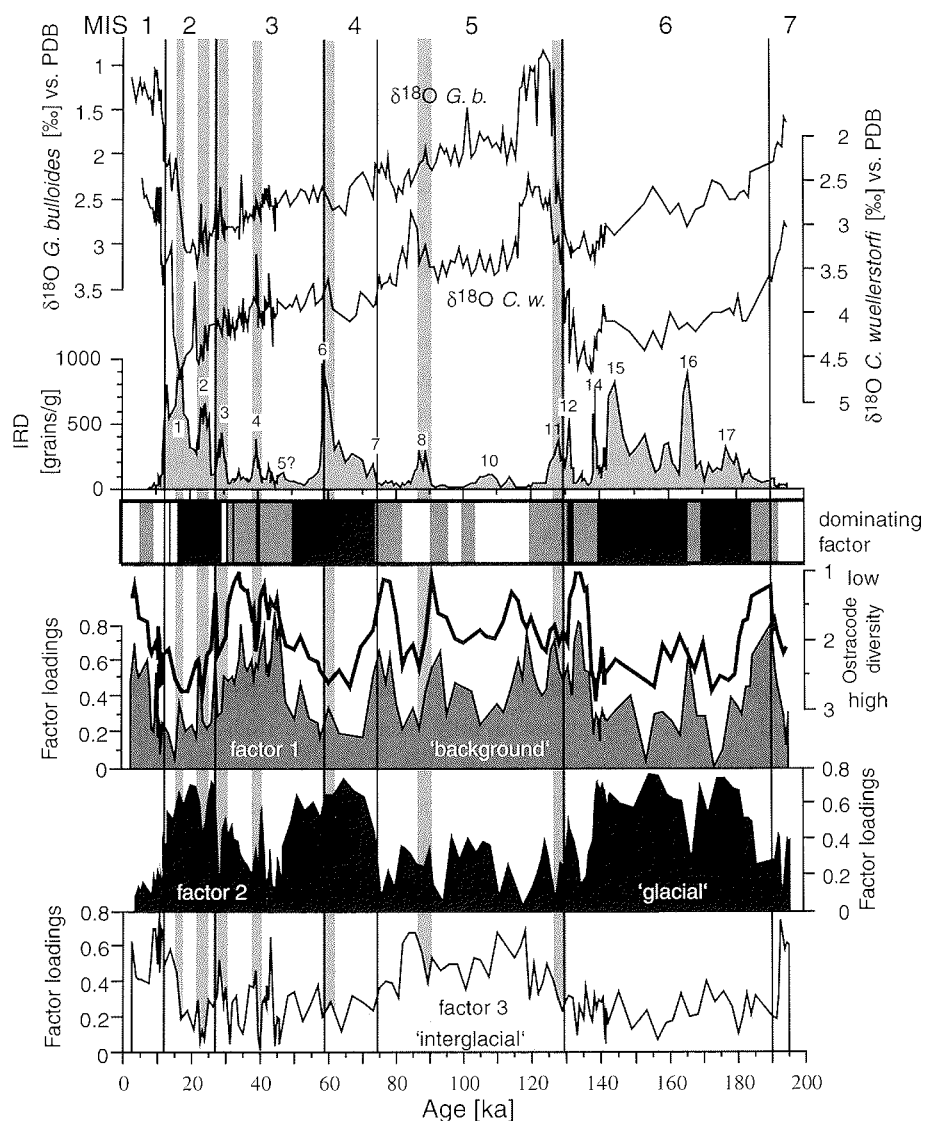 MIS 1 2 3 4 5 6 7
δ18O G. bulloides [‰] vs. PDB
1
1.5
2
2.5
3
3.5
δ18O G. b.
δ18O C. w.
2
2.5
3
3.5
4
4.5
5
δ18O C. wuellerstorfi [‰] vs. PDB
IRD
[grains/g]
1000
500
0
1
2
3
4
5?
6
7
8
10
11
12
14
15
16
17
dominating
factor
Factor loadings
0.8
0.6
0.4
0.2
0
factor 1
'background'
1 low
2
high
3
Ostracode
diversity
factor 2
'glacial'
0.8
0.6
0.4
0.2
0
Factor loadings
Factor loadings
0.8
0.6
0.4
0.2
0
factor 3
'interglacial'
0 20 40 60 80 100 120 140 160 180 200
Age [ka]